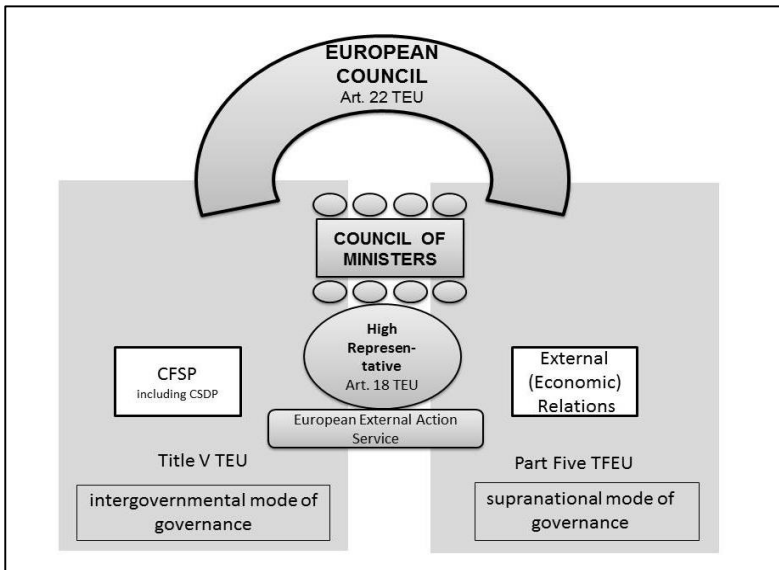 EUROPEAN
COUNCIL
Art. 22 TEU
COUNCIL OF
MINISTERS
High
Represen-
tative
Art. 18 TEU
European External Action
Service
CFSP
including CSDP
Title V TEU
intergovernmental mode of
governance
External
(Economic)
Relations
Part Five TFEU
supranational mode of
governance